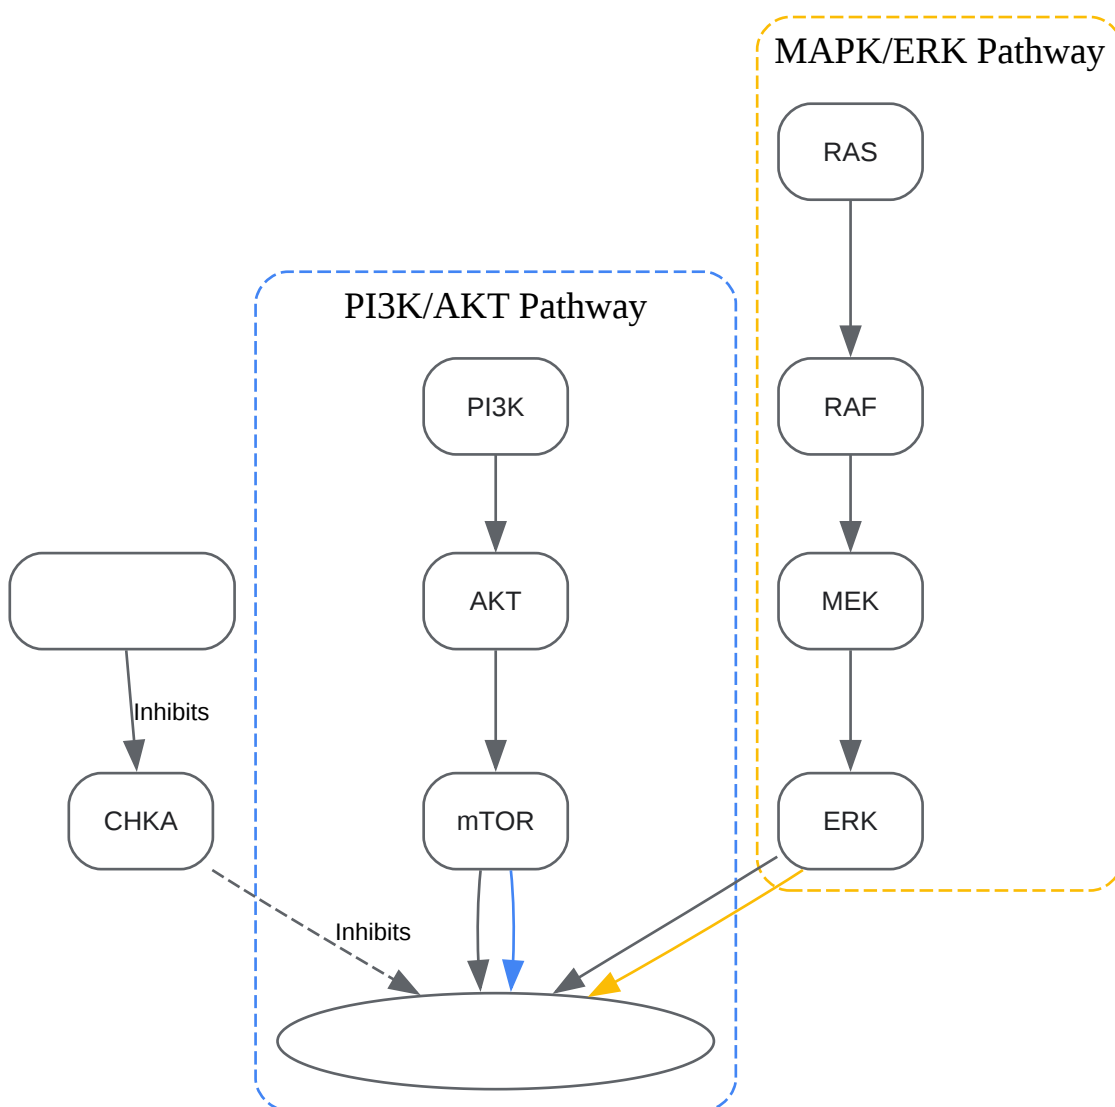 MAPK/ERK Pathway
RAS
PI3K/AKT Pathway
PI3K
RAF
AKT
MEK
Inhibits
CHKA
mTOR
ERK
Inhibits